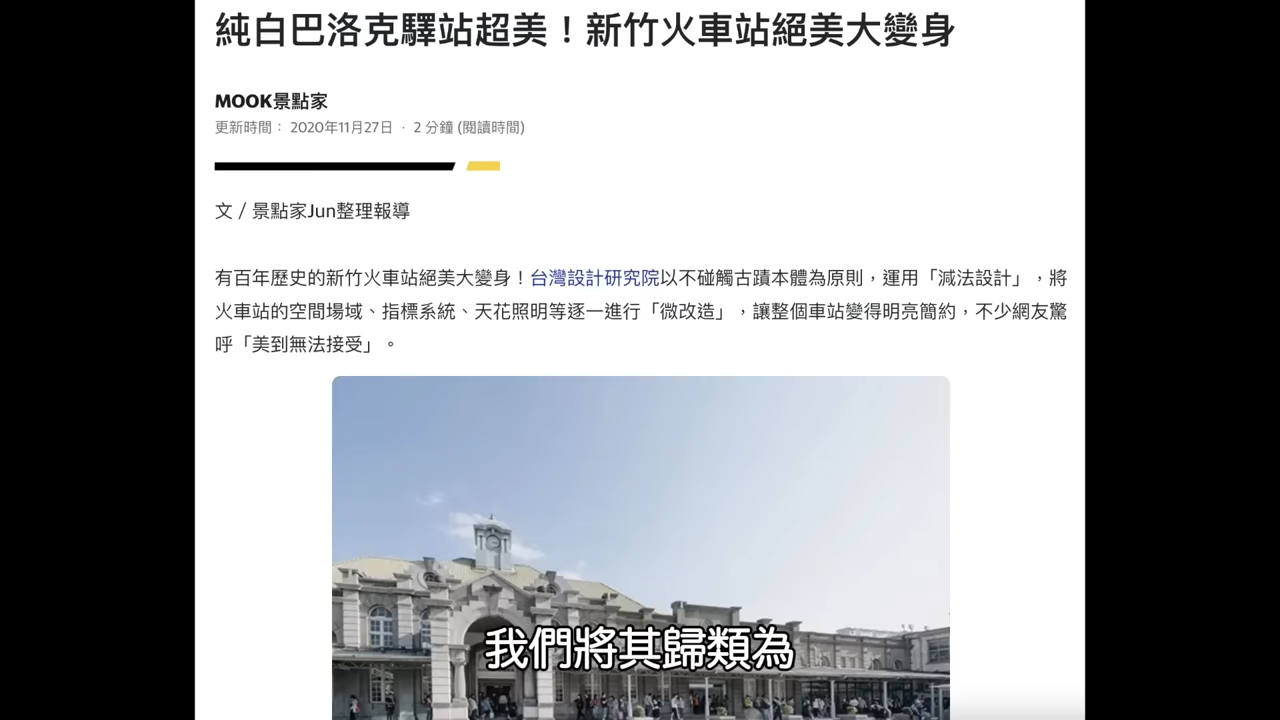 純白巴洛克驛站超美！新竹火車站絕美大變身
MOOK景點家
更新時間： 2020年11月27日 · 2 分鐘 (閱讀時間)
文 / 景點家Jun整理報導
有百年歷史的新竹火車站絕美大變身！台灣設計研究院以不碰觸古蹟本體為原則，運用「減法設計」，將
火車站的空間場域、指標系統、天花照明等逐一進行「微改造」，讓整個車站變得明亮簡約，不少網友驚
呼「美到無法接受」。
我們將其歸類為